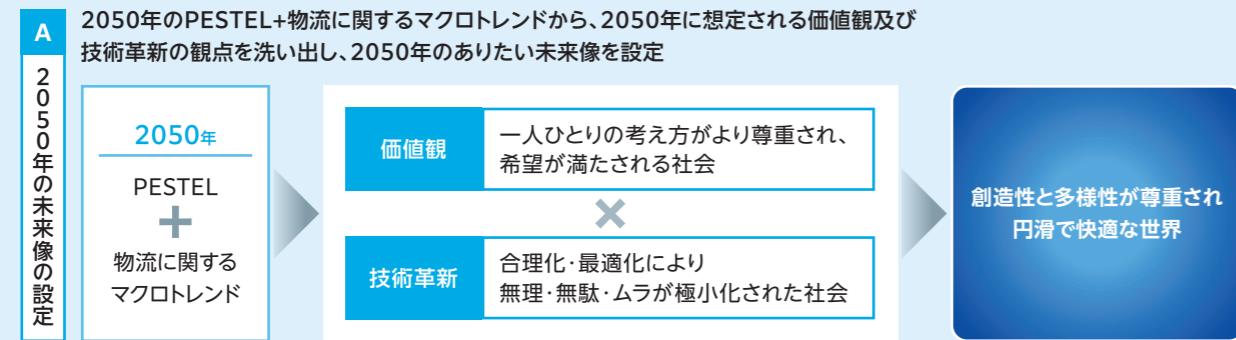 A
2050年の未来像の設定
2050年のPESTEL+物流に関するマクロトレンドから、2050年に想定される価値観及び
技術革新の観点を洗い出し、2050年のありたい未来像を設定
2050年
PESTEL
+
物流に関する
マクロトレンド
価値観
一人ひとりの考え方がより尊重され、
希望が満たされる社会
×
技術革新
合理化・最適化により
無理・無駄・ムラが極小化された社会
創造性と多様性が尊重され
円滑で快適な世界